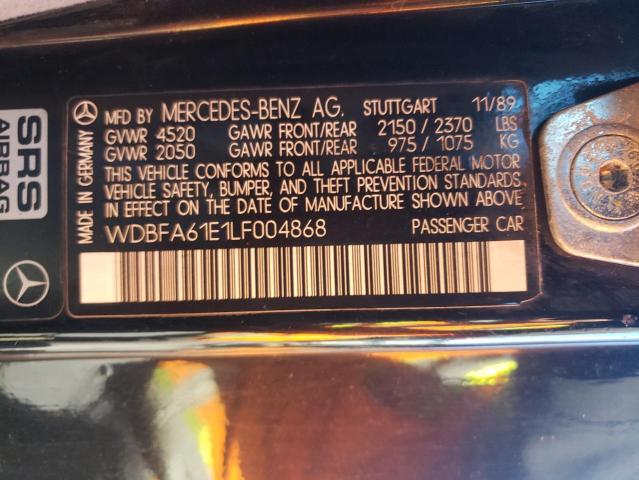 SRS
AIRBAG
MADE IN GERMANY
MFD BY MERCEDES-BENZ AG. STUTTGART 11/89
GVWR 4520 GAWR FRONT/REAR 2150 / 2370 LBS
GVWR 2050 GAWR FRONT/REAR 975 / 1075 KG
THIS VEHICLE CONFORMS TO ALL APPLICABLE FEDERAL MOTOR
VEHICLE SAFETY, BUMPER, AND THEFT PREVENTION STANDARDS
IN EFFECT ON THE DATE OF MANUFACTURE SHOWN ABOVE.
WDBFA61E1LF004868 PASSENGER CAR